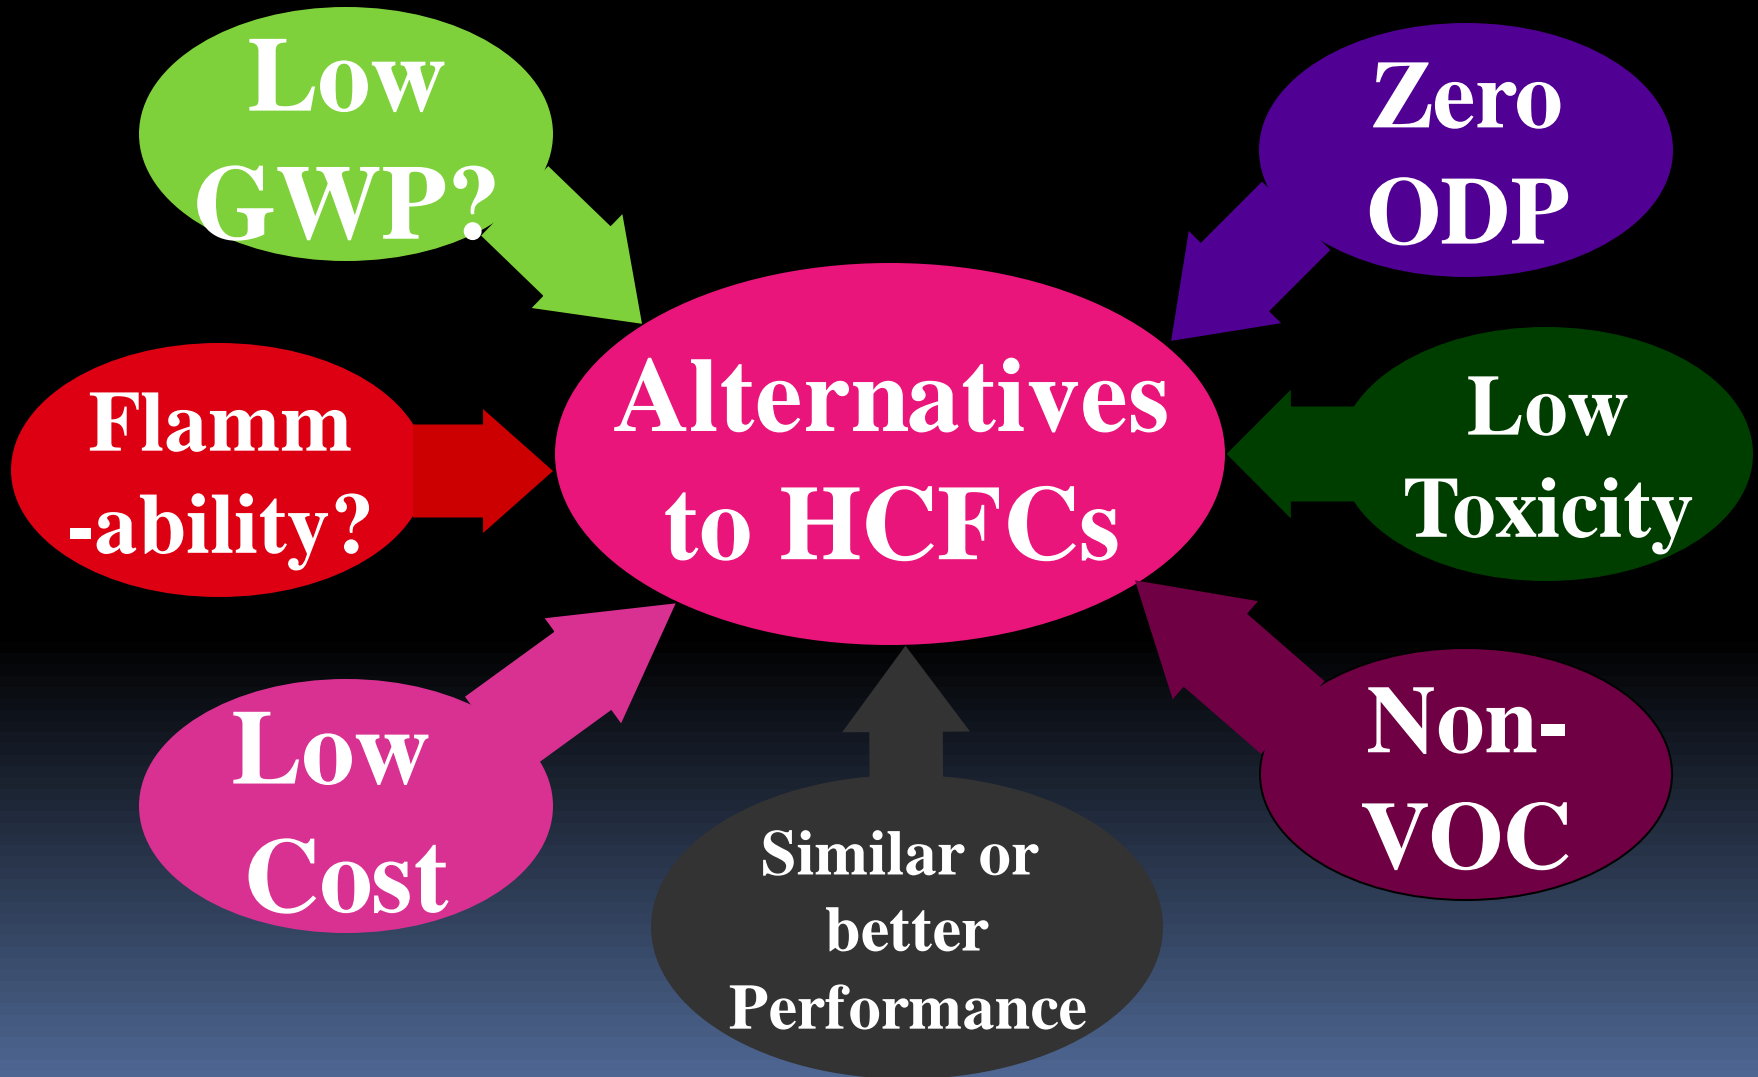 Low
GWP?
Zero
ODP
Flamm
-ability?
Alternatives
to HCFCs
Low
Toxicity
Low
Cost
Similar or
better
Performance
Non-
VOC